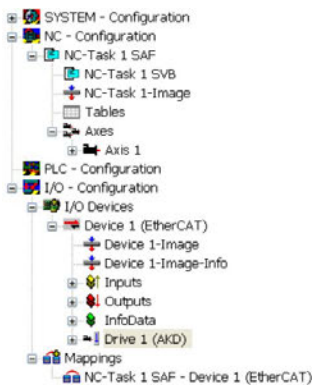 SYSTEM - Configuration
NC - Configuration
NC-Task 1 SAF
NC-Task 1 SVB
NC-Task 1-Image
Tables
Axes
Axis 1
PLC - Configuration
I/O - Configuration
I/O Devices
Device 1 (EtherCAT)
Device 1-Image
Device 1-Image-Info
Inputs
Outputs
InfoData
Drive 1 (AKD)
Mappings
NC-Task 1 SAF - Device 1 (EtherCAT)